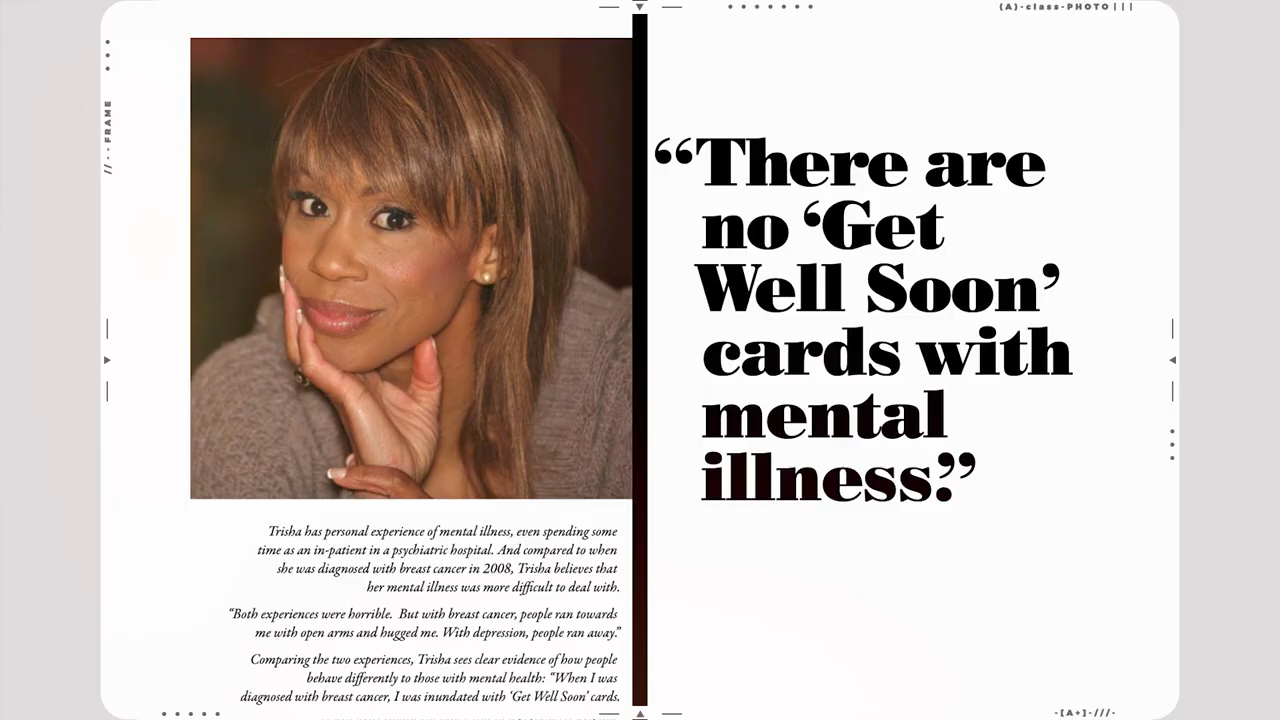 (A)-class-PHOTO|||
//--FRAME
“There are
no ‘Get
Well Soon’
cards with
mental
illness.”
Trisha has personal experience of mental illness, even spending some
time as an in-patient in a psychiatric hospital. And compared to when
she was diagnosed with breast cancer in 2008, Trisha believes that
her mental illness was more difficult to deal with.
“Both experiences were horrible.  But with breast cancer, people ran towards
me with open arms and hugged me. With depression, people ran away.”
Comparing the two experiences, Trisha sees clear evidence of how people
behave differently to those with mental health: “When I was
diagnosed with breast cancer, I was inundated with ‘Get Well Soon’ cards.
-[A+]-///-